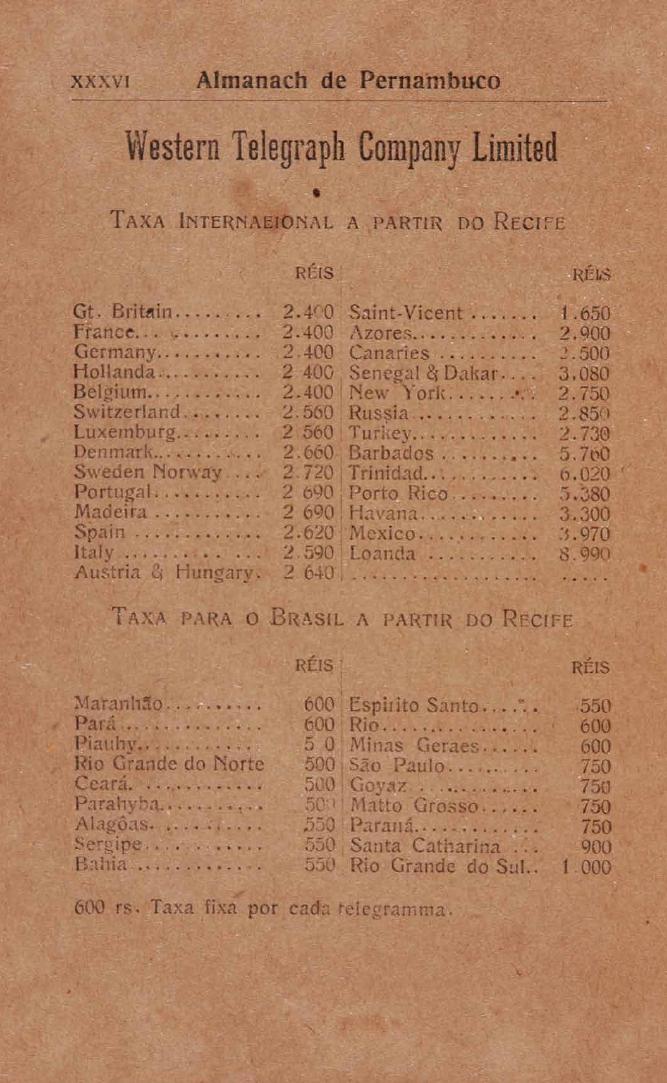 XXXVI Almanach de Pernambuco
Western Telegraph Company Limited
TAXA INTERNAEIONAL A PARTIR DO RECIFE
RÉIS RÉIS
Gt. Britain......... 2.400 Saint-Vicent ....... 1.650
France... ......... 2.400 Azores............. 2.900
Germany........... 2.400 Canaries .......... 2.500
Hollanda........... 2 400 Senegal & Dakar.... 3.080
Belgium............ 2.400 New York......... 2.750
Switzerland........ 2.560 Russia ............ 2.850
Luxemburg......... 2 560 Turkey............. 2.730
Denmark........... 2.660 Barbados .......... 5.760
Sweden Norway .... 2.720 Trinidad........... 6.020
Portugal........... 2 690 Porto Rico ........ 5.380
Madeira ........... 2 690 Havana............ 3.300
Spain ............. 2.620 Mexico............ 3.970
Italy .............. 2.590 Loanda ........... 8.990
Austria & Hungary. 2 640 .................. .....
TAXA PARA O BRASIL A PARTIR DO RECIFE
RÉIS RÉIS
Maranhão.......... 600 Espirito Santo...... 550
Pará .............. 600 Rio............... 600
Piauhy............ 5 0 Minas Geraes...... 600
Rio Grande do Norte 500 São Paulo......... 750
Ceará............. 500 Goyaz ............ 750
Parahyba.......... 500 Matto Grosso...... 750
Alagôas........... 550 Paraná............ 750
Sergipe........... 550 Santa Catharina ... 900
Bahia ............. 550 Rio Grande do Sul.. 1.000
600 rs. Taxa fixa por cada telegramma.